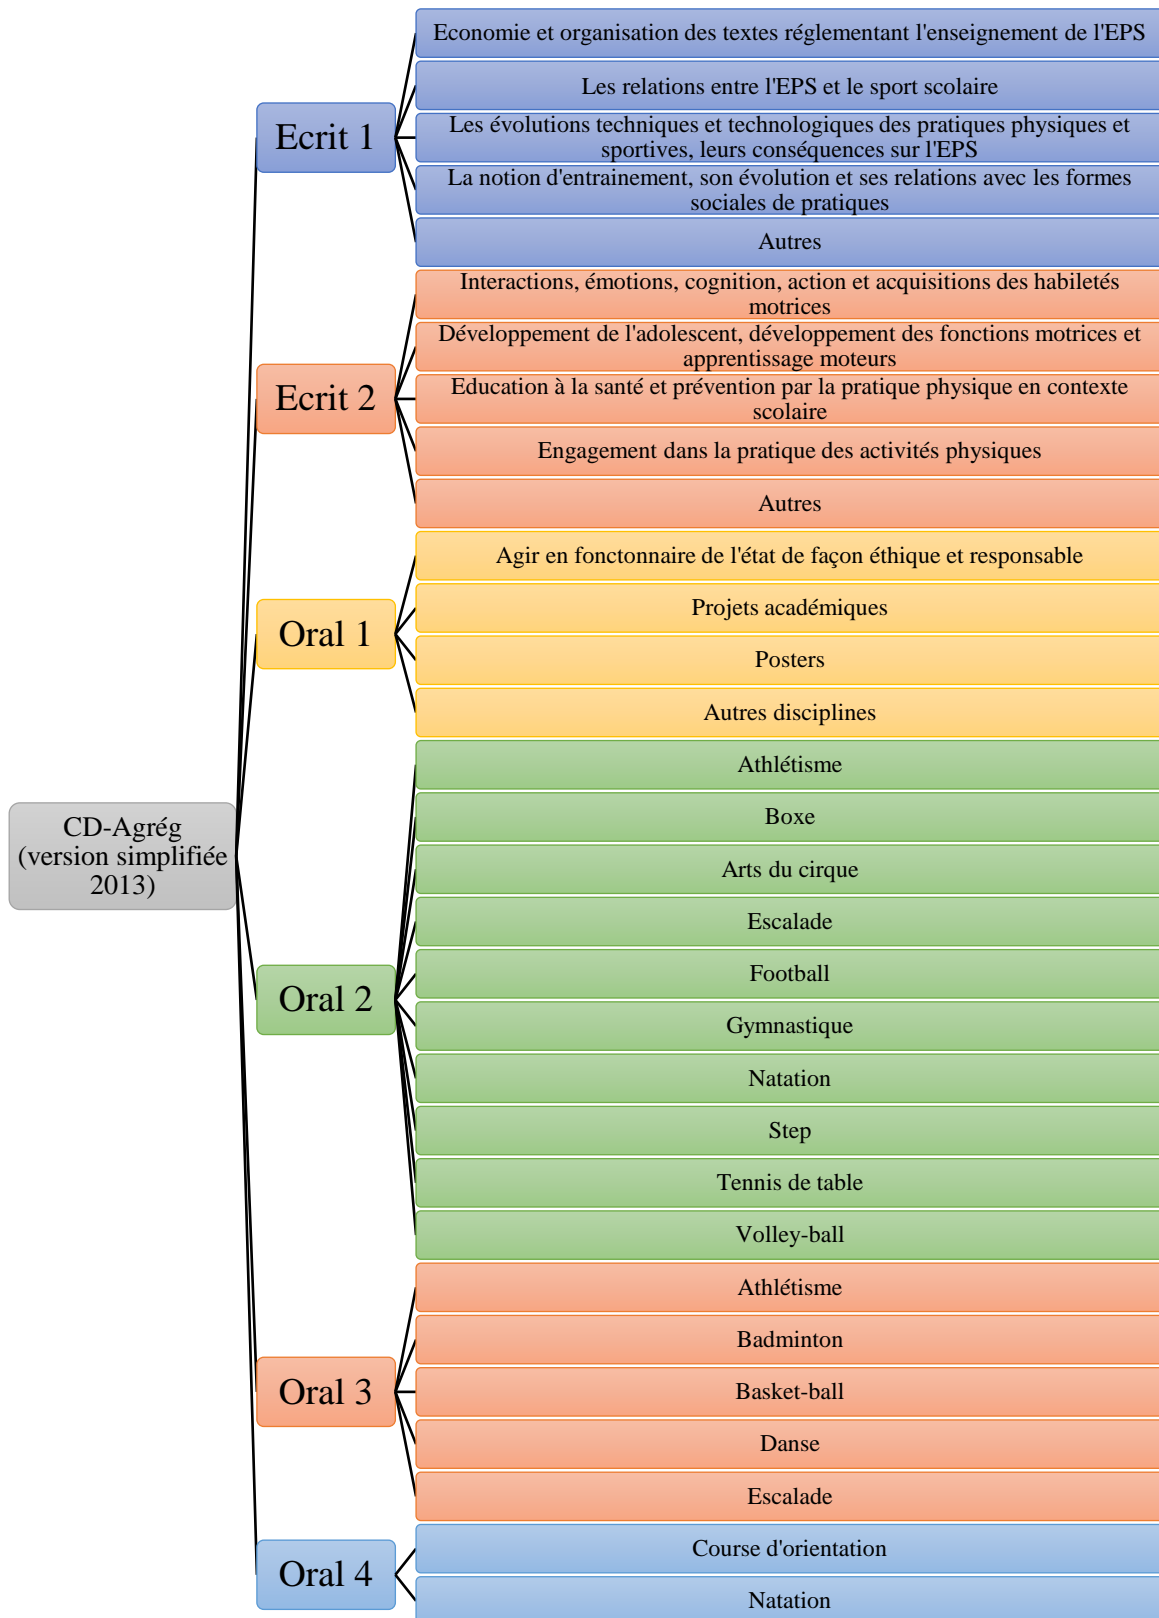 Economie et organisation des textes réglementant l'enseignement de l'EPS
Les relations entre l'EPS et le sport scolaire
Ecrit 1
Les évolutions techniques et technologiques des pratiques physiques et
sportives, leurs conséquences sur l'EPS
La notion d'entrainement, son évolution et ses relations avec les formes
sociales de pratiques
Autres
Interactions, émotions, cognition, action et acquisitions des habiletés
motrices
Développement de l'adolescent, développement des fonctions motrices et
apprentissage moteurs
Ecrit 2
Education à la santé et prévention par la pratique physique en contexte
scolaire
Engagement dans la pratique des activités physiques
Autres
Agir en fonctonnaire de l'état de façon éthique et responsable
Projets académiques
Oral 1
Posters
Autres disciplines
CD-Agrég
(version simplifiée
2013)
Athlétisme
Boxe
Arts du cirque
Escalade
Football
Oral 2
Gymnastique
Natation
Step
Tennis de table
Volley-ball
Athlétisme
Badminton
Oral 3
Basket-ball
Danse
Escalade
Course d'orientation
Oral 4
Natation